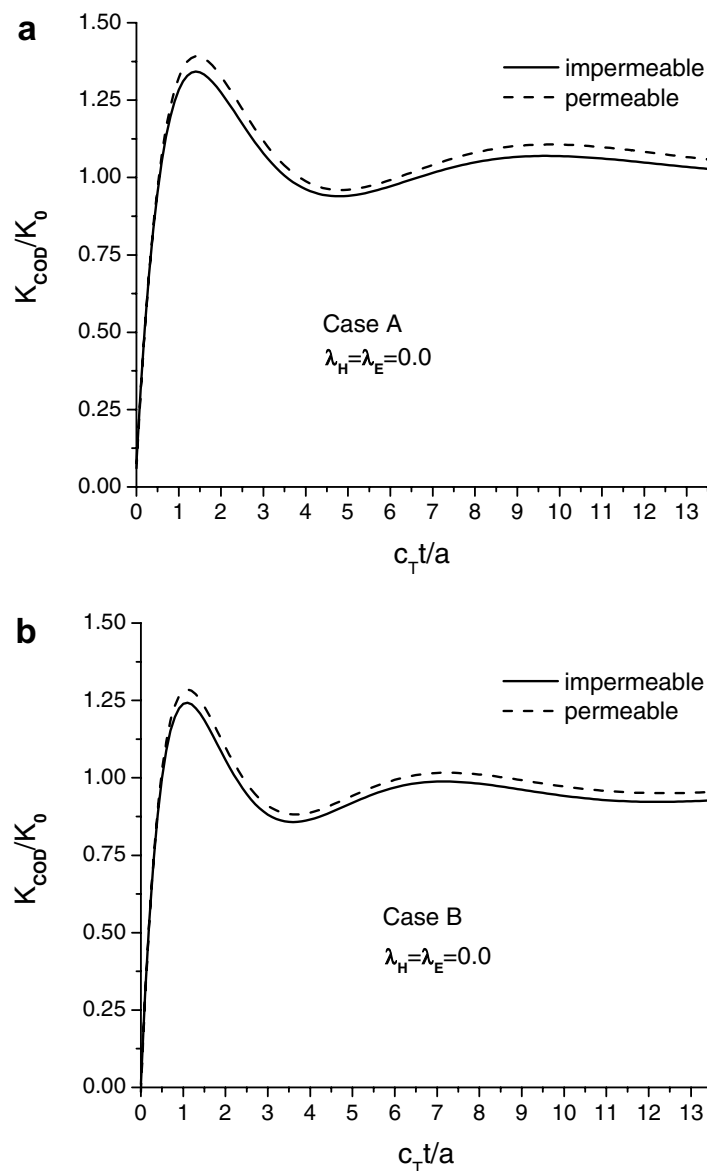 a
1.50
1.25
1.00
0.75
0.50
0.25
0.00
K_COD/K_0
impermeable
permeable
Case A
λ_H=λ_E=0.0
0 1 2 3 4 5 6 7 8 9 10 11 12 13
c_T t/a
b
1.50
1.25
1.00
0.75
0.50
0.25
0.00
K_COD/K_0
impermeable
permeable
Case B
λ_H=λ_E=0.0
0 1 2 3 4 5 6 7 8 9 10 11 12 13
c_T t/a